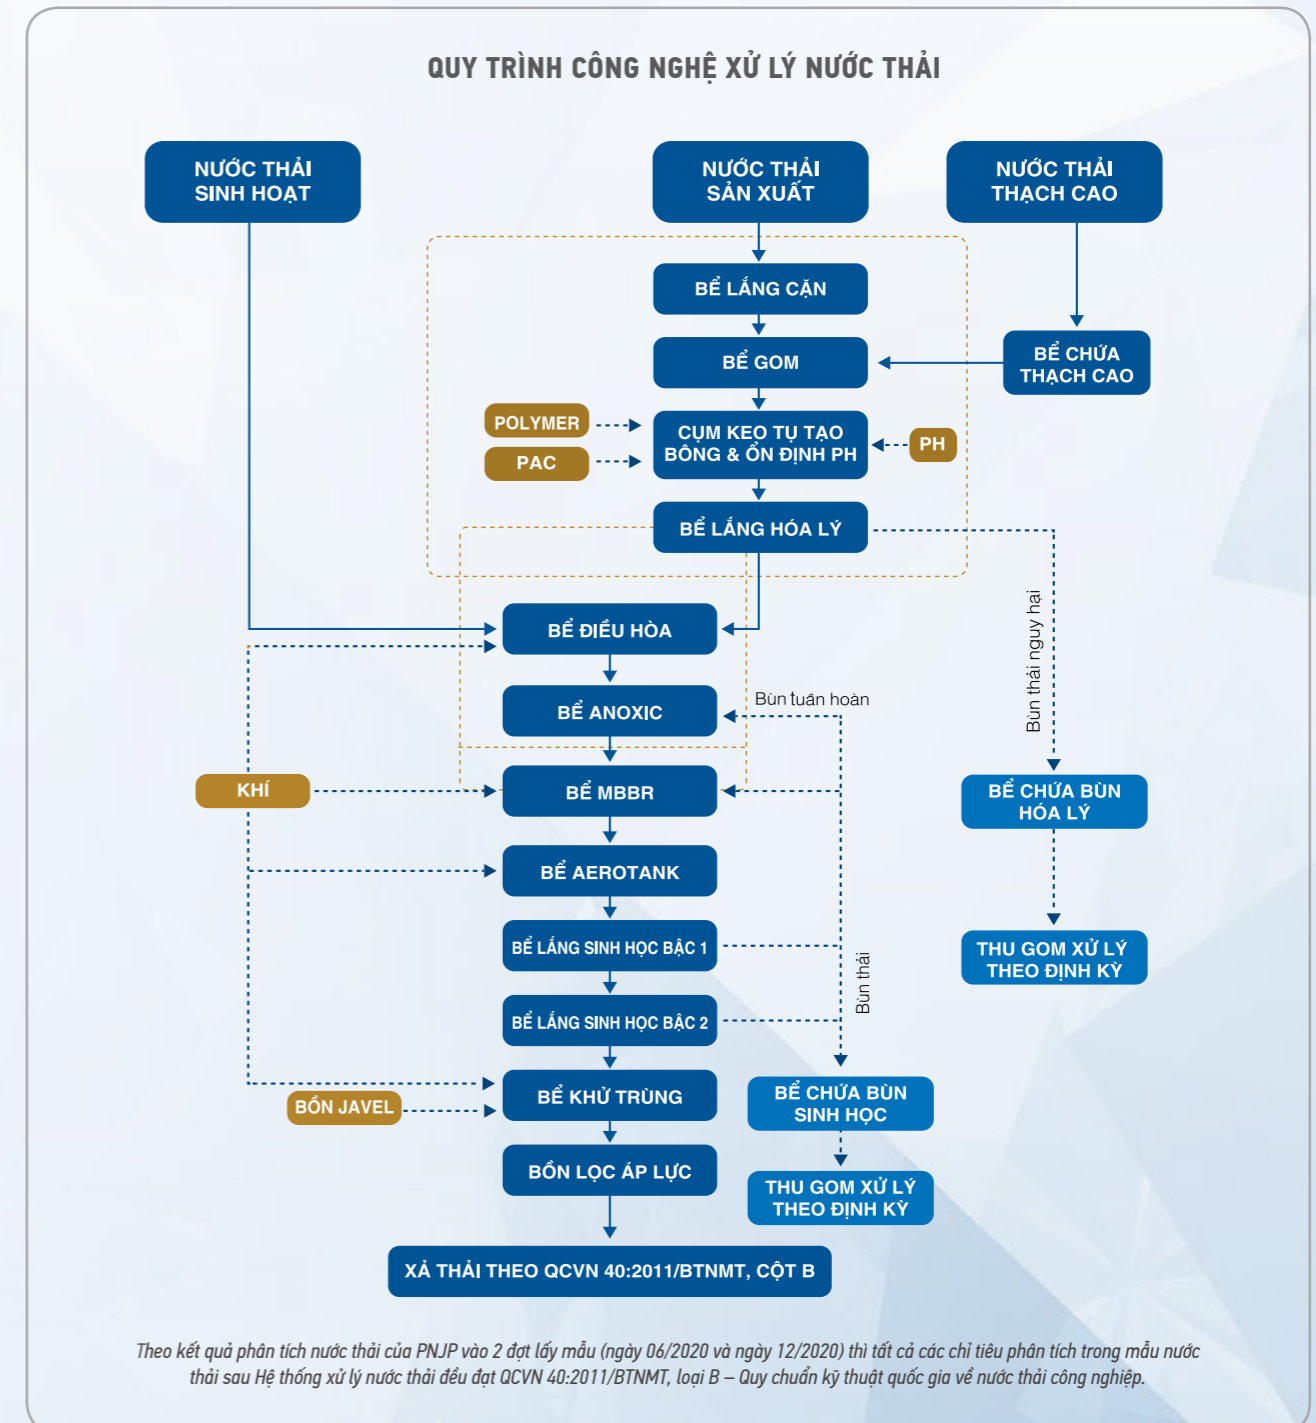 QUY TRÌNH CÔNG NGHỆ XỬ LÝ NƯỚC THẢI
NƯỚC THẢI
SINH HOẠT
NƯỚC THẢI
SẢN XUẤT
NƯỚC THẢI
THẠCH CAO
BỂ LẮNG CẶN
BỂ GOM
BỂ CHỨA
THẠCH CAO
POLYMER
PAC
CỤM KEO TỤ TẠO
BÔNG & ỔN ĐỊNH PH
PH
BỂ LẮNG HÓA LÝ
BỂ ĐIỀU HÒA
Bùn thải nguy hại
BỂ ANOXIC
Bùn tuần hoàn
KHÍ
BỂ MBBR
BỂ CHỨA BÙN
HÓA LÝ
BỂ AEROTANK
BỂ LẮNG SINH HỌC BẬC 1
THU GOM XỬ LÝ
THEO ĐỊNH KỲ
Bùn thải
BỂ LẮNG SINH HỌC BẬC 2
BỂ KHỬ TRÙNG
BỒN JAVEL
BỂ CHỨA BÙN
SINH HỌC
BỒN LỌC ÁP LỰC
THU GOM XỬ LÝ
THEO ĐỊNH KỲ
XẢ THẢI THEO QCVN 40:2011/BTNMT, CỘT B
Theo kết quả phân tích nước thải của PNJP vào 2 đợt lấy mẫu (ngày 06/2020 và ngày 12/2020) thì tất cả các chỉ tiêu phân tích trong mẫu nước
thải sau Hệ thống xử lý nước thải đều đạt QCVN 40:2011/BTNMT, loại B – Quy chuẩn kỹ thuật quốc gia về nước thải công nghiệp.